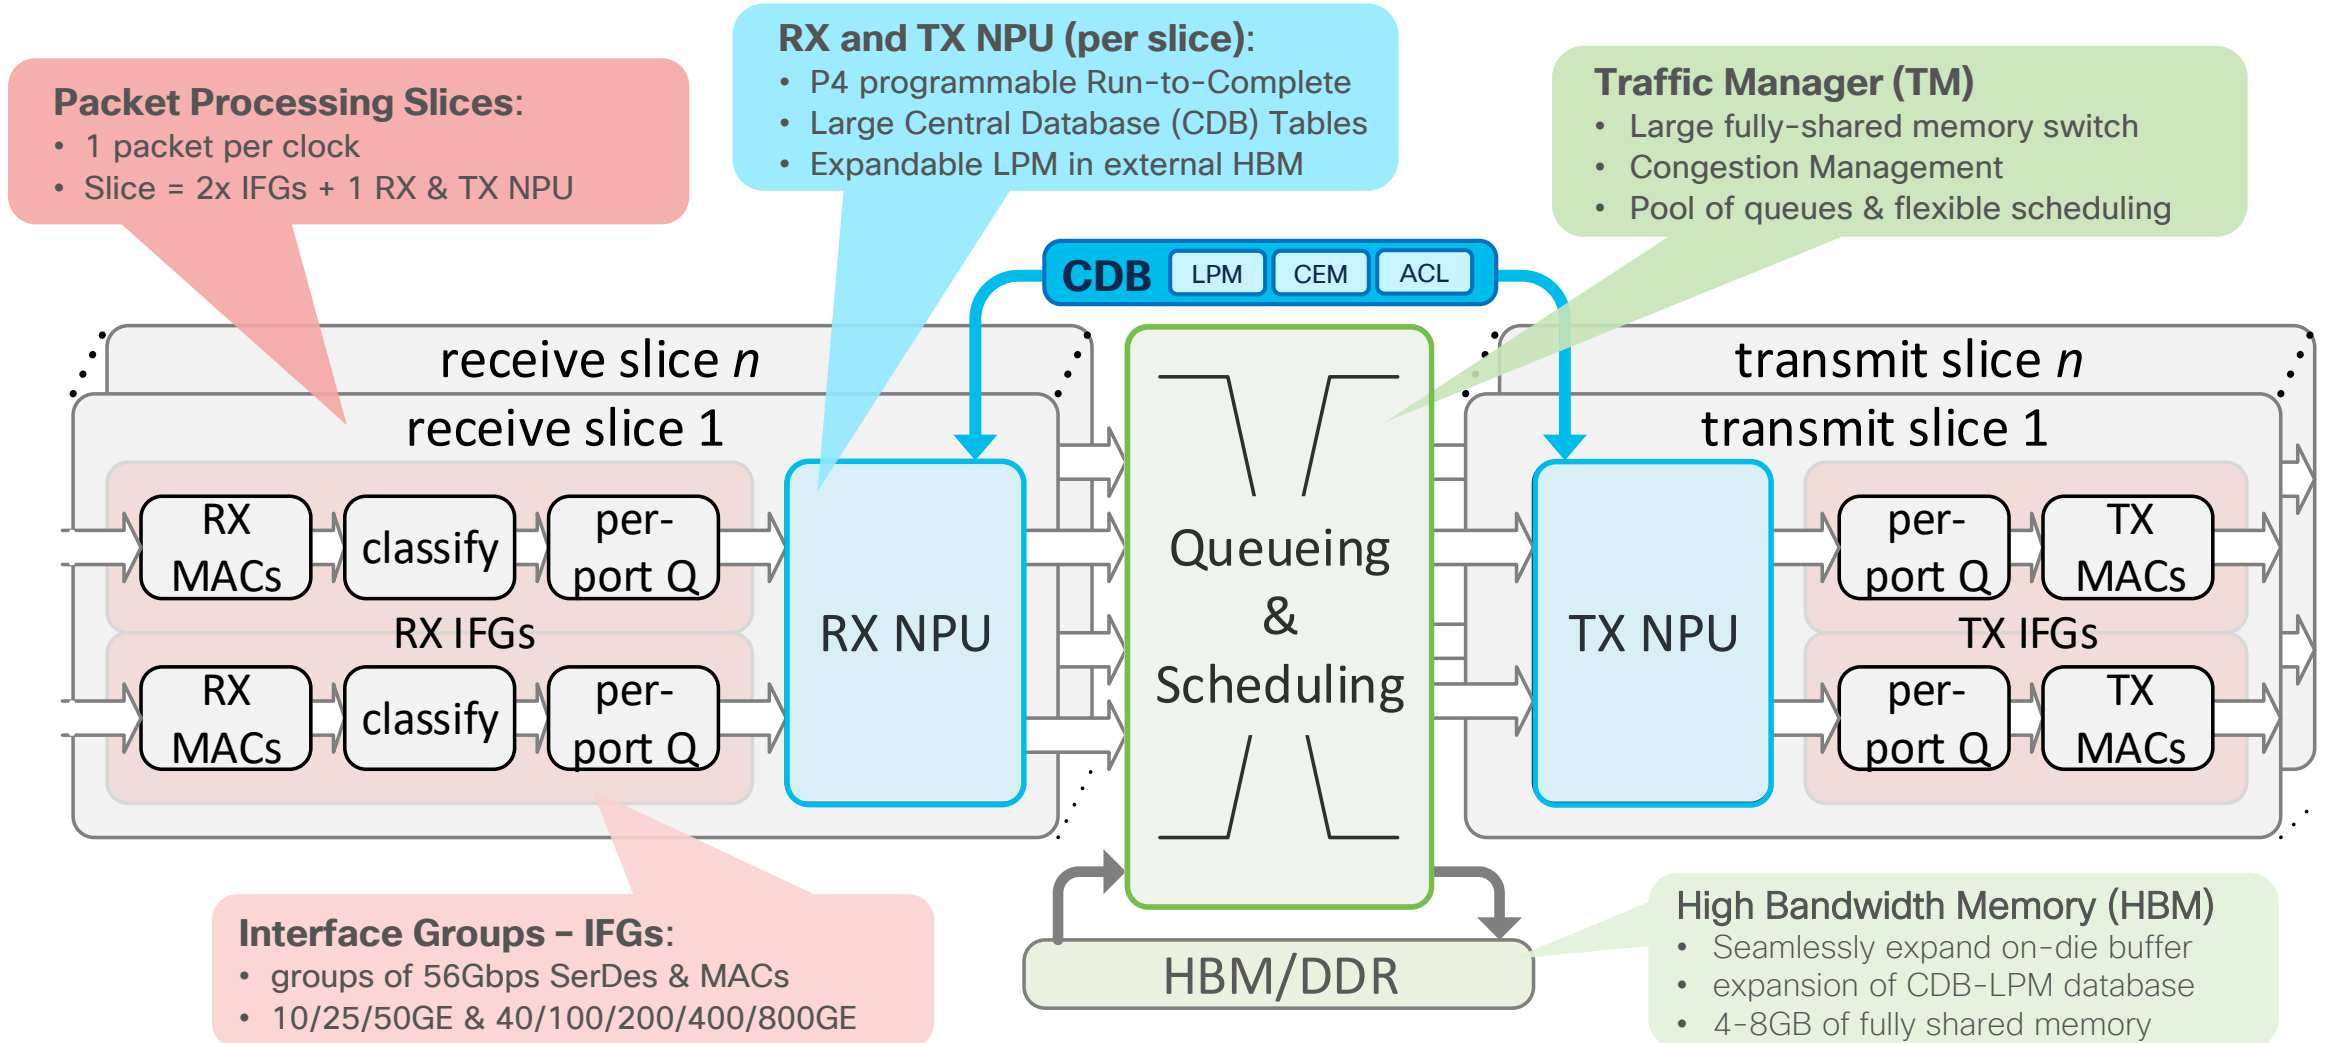 RX and TX NPU (per slice):
• P4 programmable Run-to-Complete
• Large Central Database (CDB) Tables
• Expandable LPM in external HBM
Packet Processing Slices:
• 1 packet per clock
• Slice = 2x IFGs + 1 RX & TX NPU
Traffic Manager (TM)
• Large fully-shared memory switch
• Congestion Management
• Pool of queues & flexible scheduling
CDB LPM CEM ACL
receive slice n
receive slice 1
transmit slice n
transmit slice 1
RX
MACs
classify
per-
port Q
RX IFGs
RX
MACs
classify
per-
port Q
RX NPU
Queueing
&
Scheduling
TX NPU
per-
port Q
TX
MACs
TX IFGs
per-
port Q
TX
MACs
Interface Groups – IFGs:
• groups of 56Gbps SerDes & MACs
• 10/25/50GE & 40/100/200/400/800GE
HBM/DDR
High Bandwidth Memory (HBM)
• Seamlessly expand on-die buffer
• expansion of CDB-LPM database
• 4-8GB of fully shared memory